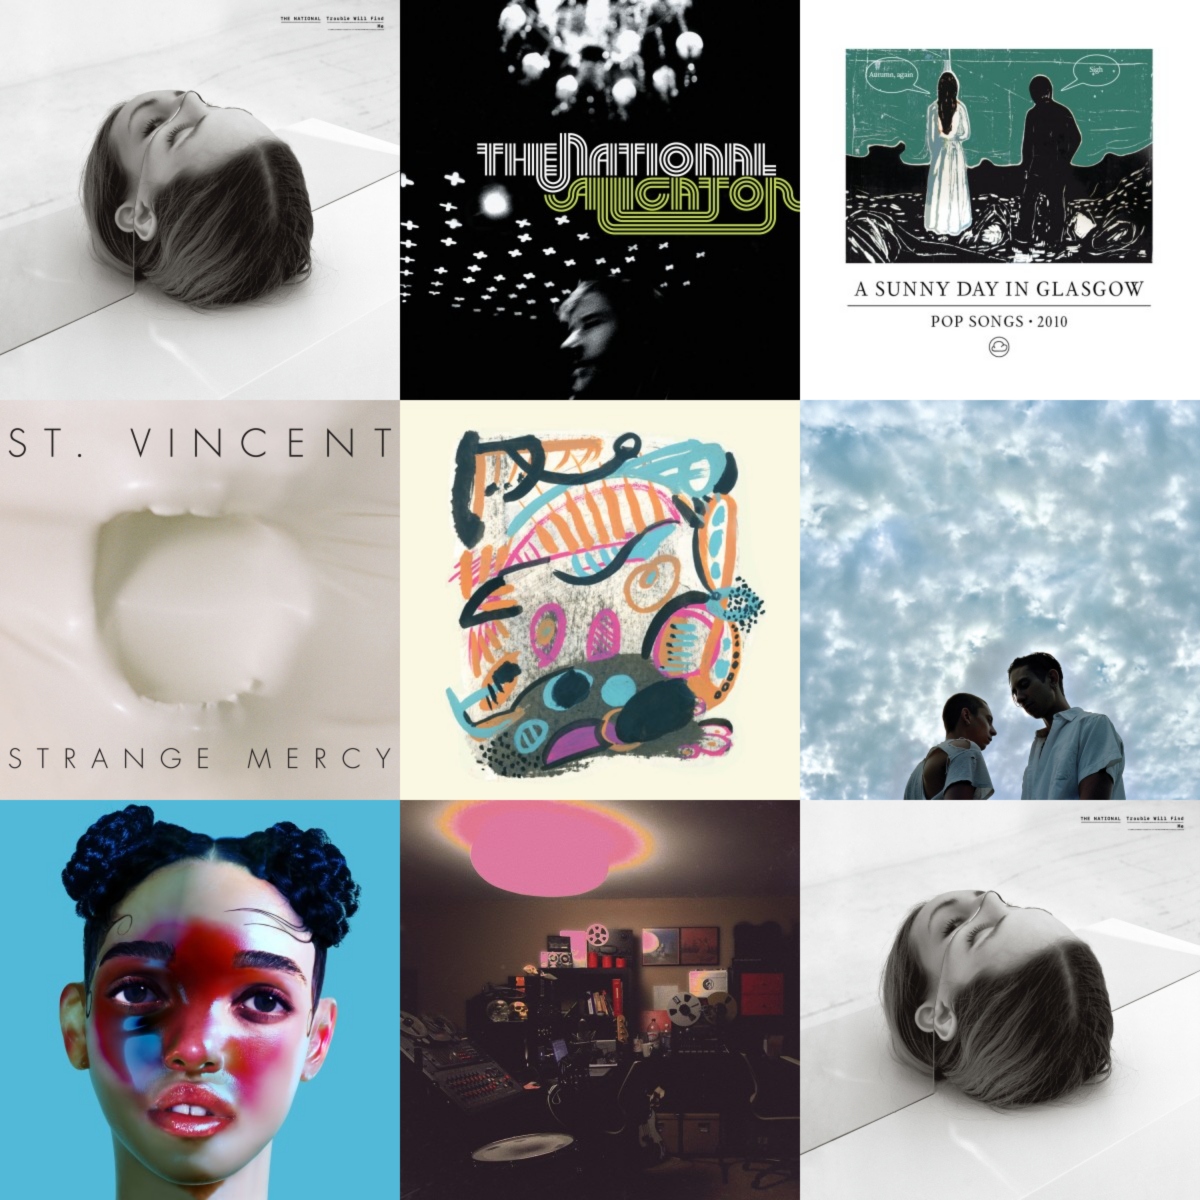 THE NATIONAL Trouble Will Find
Me
THE NATIONAL
ALLIGATOR
Autumn, again
Sigh
A SUNNY DAY IN GLASGOW
POP SONGS • 2010
ST. VINCENT
STRANGE MERCY
THE NATIONAL Trouble Will Find
Me